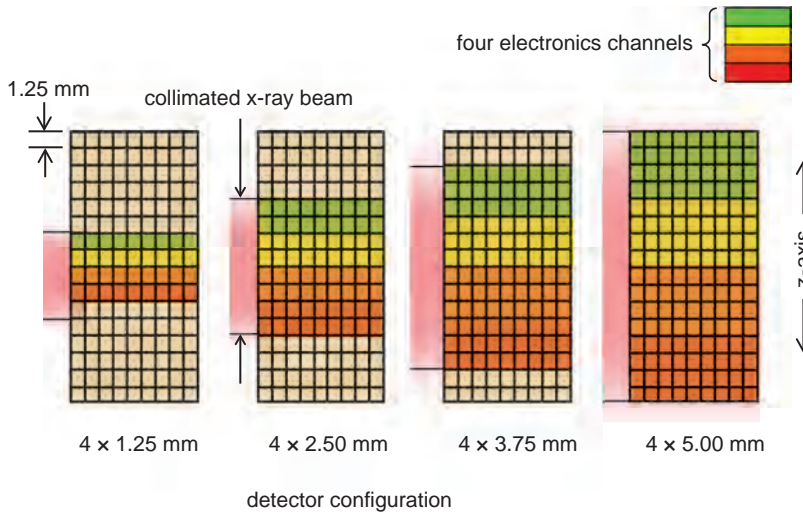 four electronics channels
1.25 mm
collimated x-ray beam
z-axis
4 × 1.25 mm
4 × 2.50 mm
4 × 3.75 mm
4 × 5.00 mm
detector configuration